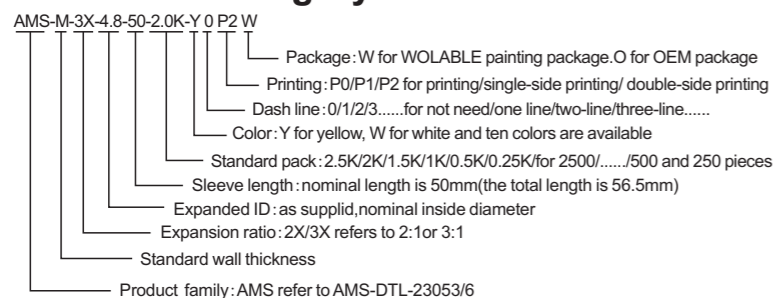 AMS-M-3X-4.8-50-2.0K-Y 0 P2 W
Package:W for WOLABLE painting package.O for OEM package
Printing:P0/P1/P2 for printing/single-side printing/ double-side printing
Dash line:0/1/2/3......for not need/one line/two-line/three-line......
Color:Y for yellow, W for white and ten colors are available
Standard pack:2.5K/2K/1.5K/1K/0.5K/0.25K/for 2500/....../500 and 250 pieces
Sleeve length:nominal length is 50mm(the total length is 56.5mm)
Expanded ID:as supplid,nominal inside diameter
Expansion ratio:2X/3X refers to 2:1or 3:1
Standard wall thickness
Product family:AMS refer to AMS-DTL-23053/6